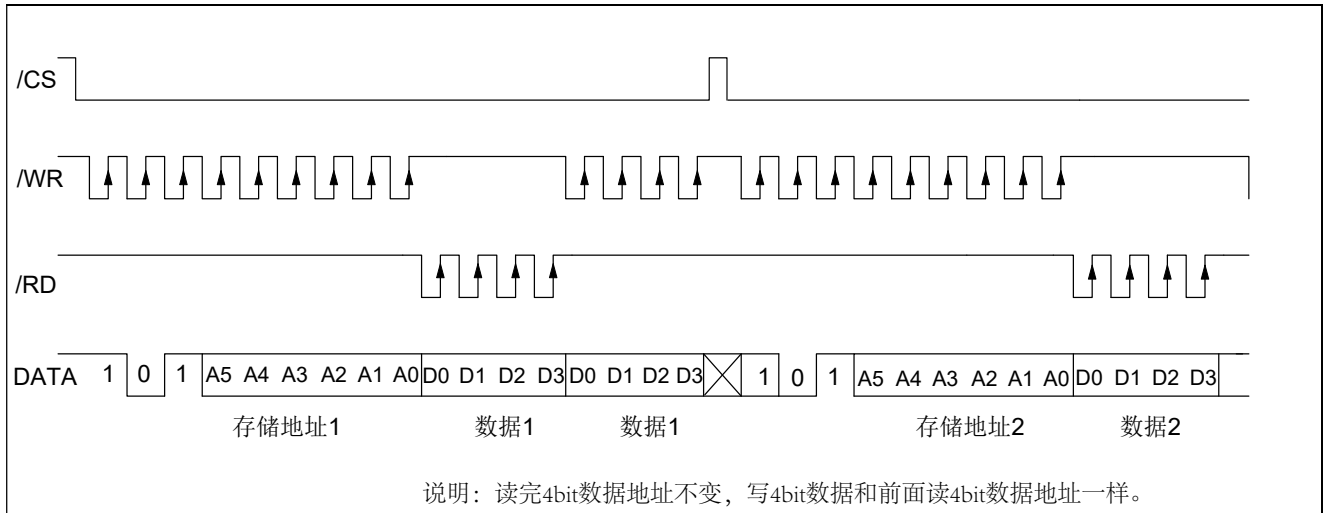 /CS
/WR
/RD
DATA 1 0 1 A5 A4 A3 A2 A1 A0 D0 D1 D2 D3 D0 D1 D2 D3 1 0 1 A5 A4 A3 A2 A1 A0 D0 D1 D2 D3
存储地址1 数据1 数据1 存储地址2 数据2
说明：读完4bit数据地址不变，写4bit数据和前面读4bit数据地址一样。